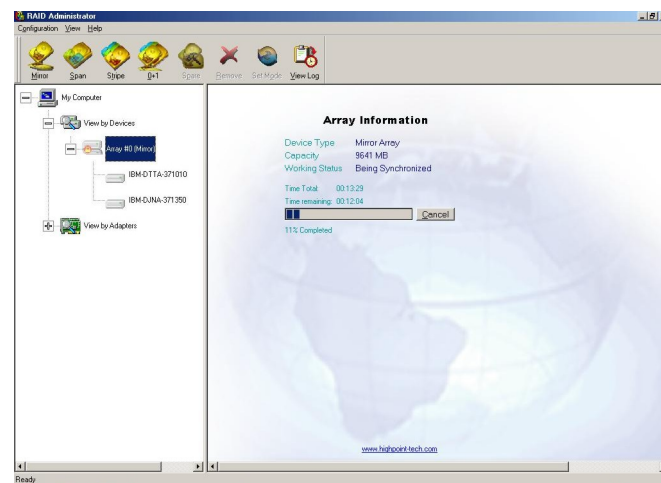 RAID Administrator
Configuration View Help
Mirror Span Stripe 0+1 Spare Remove Set Mode View Log
My Computer
View by Devices
Array #0 (Mirror)
IBM-DTTA-371010
IBM-DJNA-371350
View by Adapters
Array Information
Device Type Mirror Array
Capacity 9641 MB
Working Status Being Synchronized
Time Total: 00:13:29
Time remaining: 00:12:04
Cancel
11% Completed
www.highpoint-tech.com
Ready